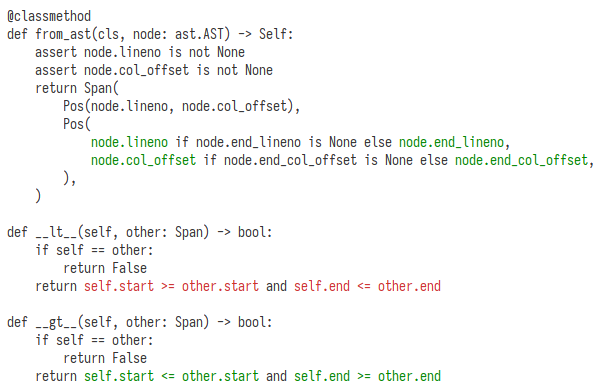 @classmethod
def from_ast(cls, node: ast.AST) -> Self:
    assert node.lineno is not None
    assert node.col_offset is not None
    return Span(
        Pos(node.lineno, node.col_offset),
        Pos(
            node.lineno if node.end_lineno is None else node.end_lineno,
            node.col_offset if node.end_col_offset is None else node.end_col_offset,
        ),
    )

def __lt__(self, other: Span) -> bool:
    if self == other:
        return False
    return self.start >= other.start and self.end <= other.end

def __gt__(self, other: Span) -> bool:
    if self == other:
        return False
    return self.start <= other.start and self.end >= other.end